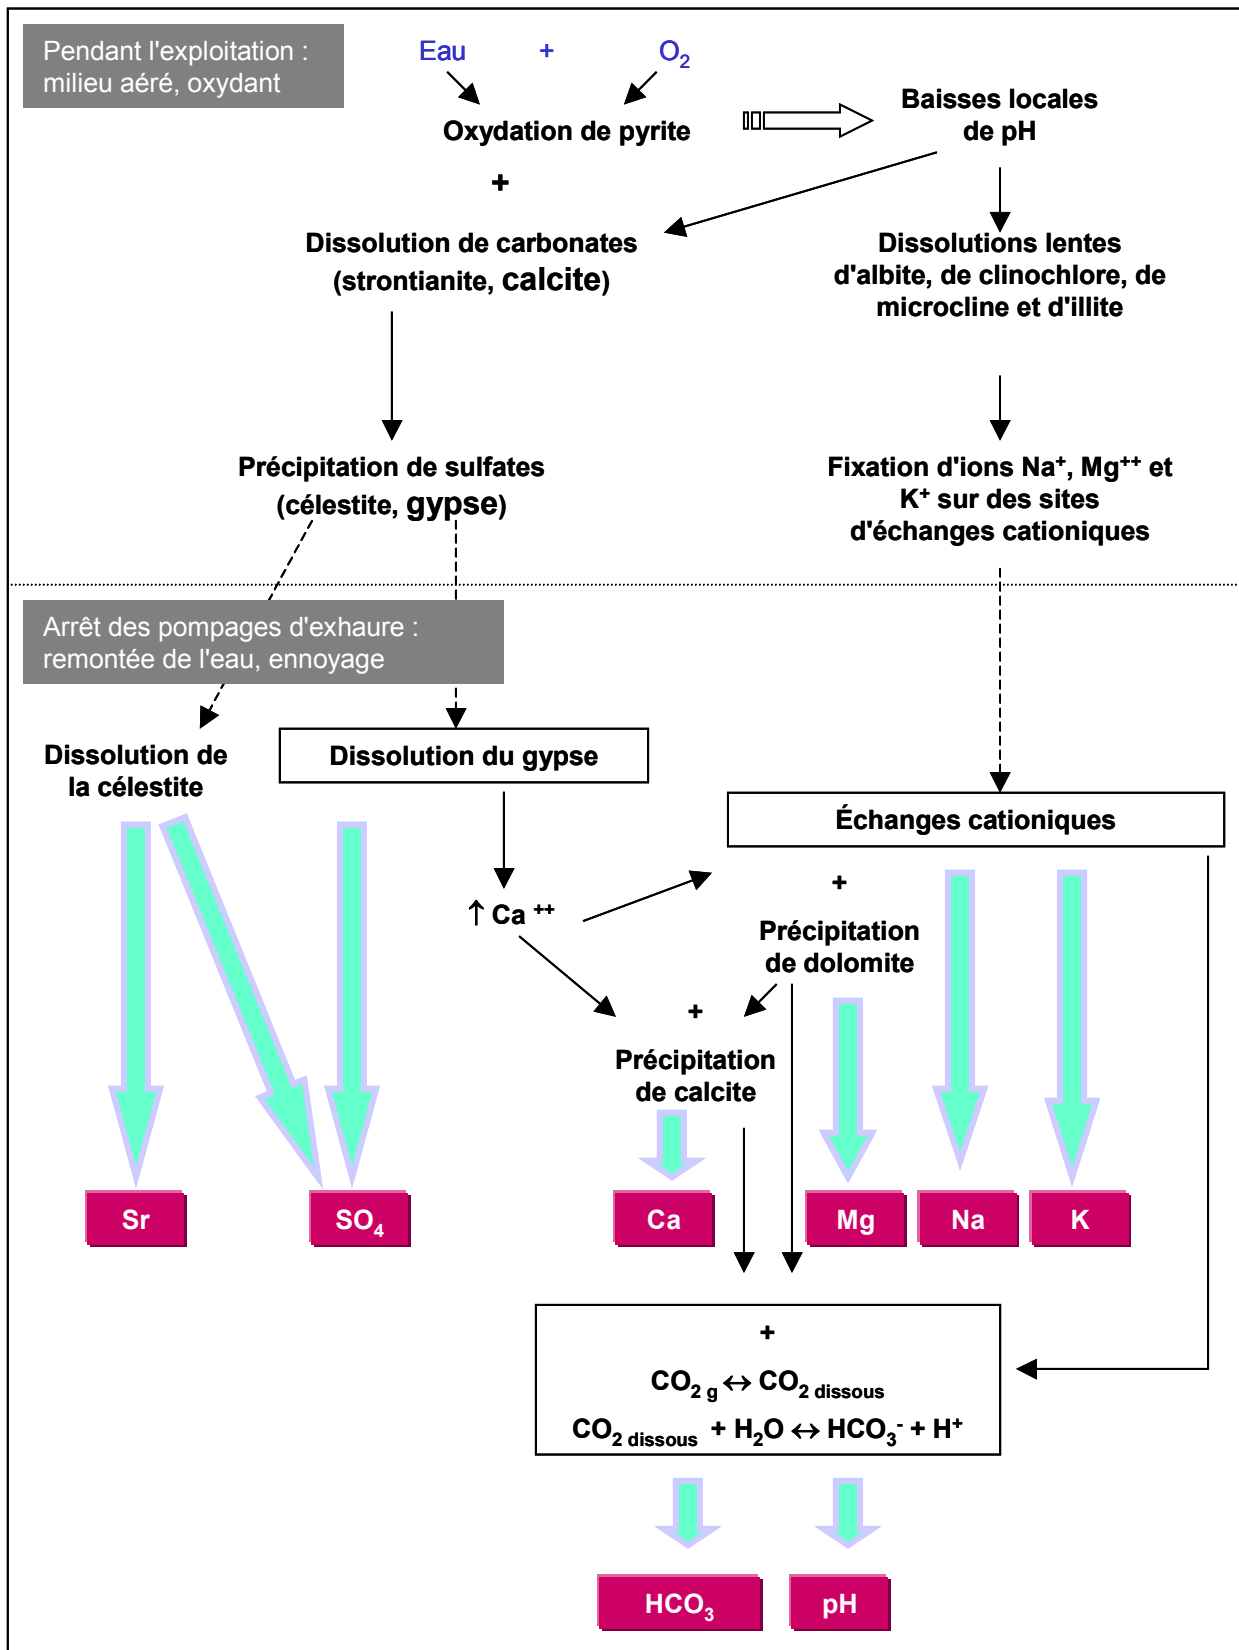 Pendant l'exploitation :
milieu aéré, oxydant
Eau + O2
Oxydation de pyrite
Baisses locales
de pH
+
Dissolution de carbonates
(strontianite, calcite)
Dissolutions lentes
d'albite, de clinochlore, de
microcline et d'illite
Précipitation de sulfates
(célestite, gypse)
Fixation d'ions Na+, Mg++ et
K+ sur des sites
d'échanges cationiques
Arrêt des pompages d'exhaure :
remontée de l'eau, ennoyage
Dissolution de
la célestite
Dissolution du gypse
Échanges cationiques
↑ Ca ++
+
Précipitation
de dolomite
+
Précipitation
de calcite
Sr
SO4
Ca
Mg
Na
K
+
CO2 g ↔ CO2 dissous
CO2 dissous + H2O ↔ HCO3- + H+
HCO3
pH